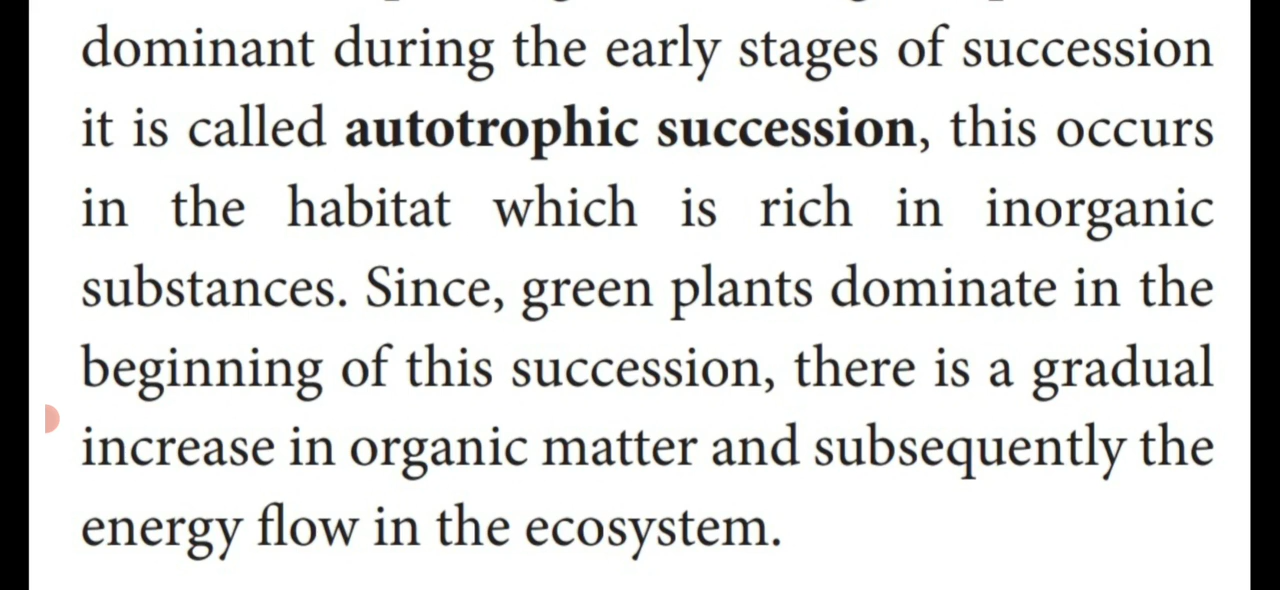 dominant during the early stages of succession
it is called autotrophic succession, this occurs
in the habitat which is rich in inorganic
substances. Since, green plants dominate in the
beginning of this succession, there is a gradual
increase in organic matter and subsequently the
energy flow in the ecosystem.